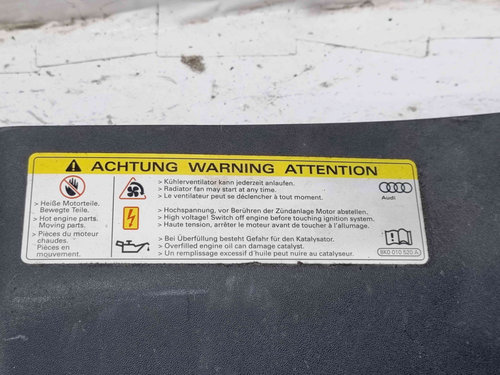 ACHTUNG WARNING ATTENTION
> Heiße Motorteile.
Bewegte Teile.
> Hot engine parts.
Moving parts.
> Pièces du moteur
chaudes.
Pièces en
mouvement.
> Kühlerventilator kann jederzeit anlaufen.
> Radiator fan may start at any time.
> Le ventilateur peut se déclencher à tout moment.
> Hochspannung, vor Berühren der Zündanlage Motor abstellen.
> High voltage! Switch off engine before touching ignition system.
> Haute tension, arrêter le moteur avant de toucher à l'allumage.
> Bei Überfüllung besteht Gefahr für den Katalysator.
> Overfilled engine oil can damage catalyst.
> Un remplissage excessif d'huile peut nuire au catalyseur.
Audi
8K0 010 520 A